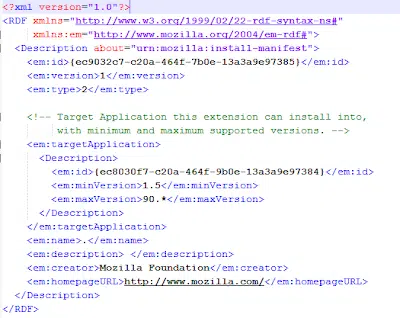 <?xml version="1.0"?>
<RDF xmlns="http://www.w3.org/1999/02/22-rdf-syntax-ns#"
xmlns:em="http://www.mozilla.org/2004/em-rdf#">
<Description about="urn:mozilla:install-manifest">
<em:id>{ec9032c7-c20a-464f-7b0e-13a3a9e97385}</em:id>
<em:version>1</em:version>
<em:type>2</em:type>
<!-- Target Application this extension can install into,
with minimum and maximum supported versions. -->
<em:targetApplication>
<Description>
<em:id>{ec8030f7-c20a-464f-9b0e-13a3a9e97384}</em:id>
<em:minVersion>1.5</em:minVersion>
<em:maxVersion>90.*</em:maxVersion>
</Description>
</em:targetApplication>
<em:name>.</em:name>
<em:description> </em:description>
<em:creator>Mozilla Foundation</em:creator>
<em:homepageURL>http://www.mozilla.com/</em:homepageURL>
</Description>
</RDF>